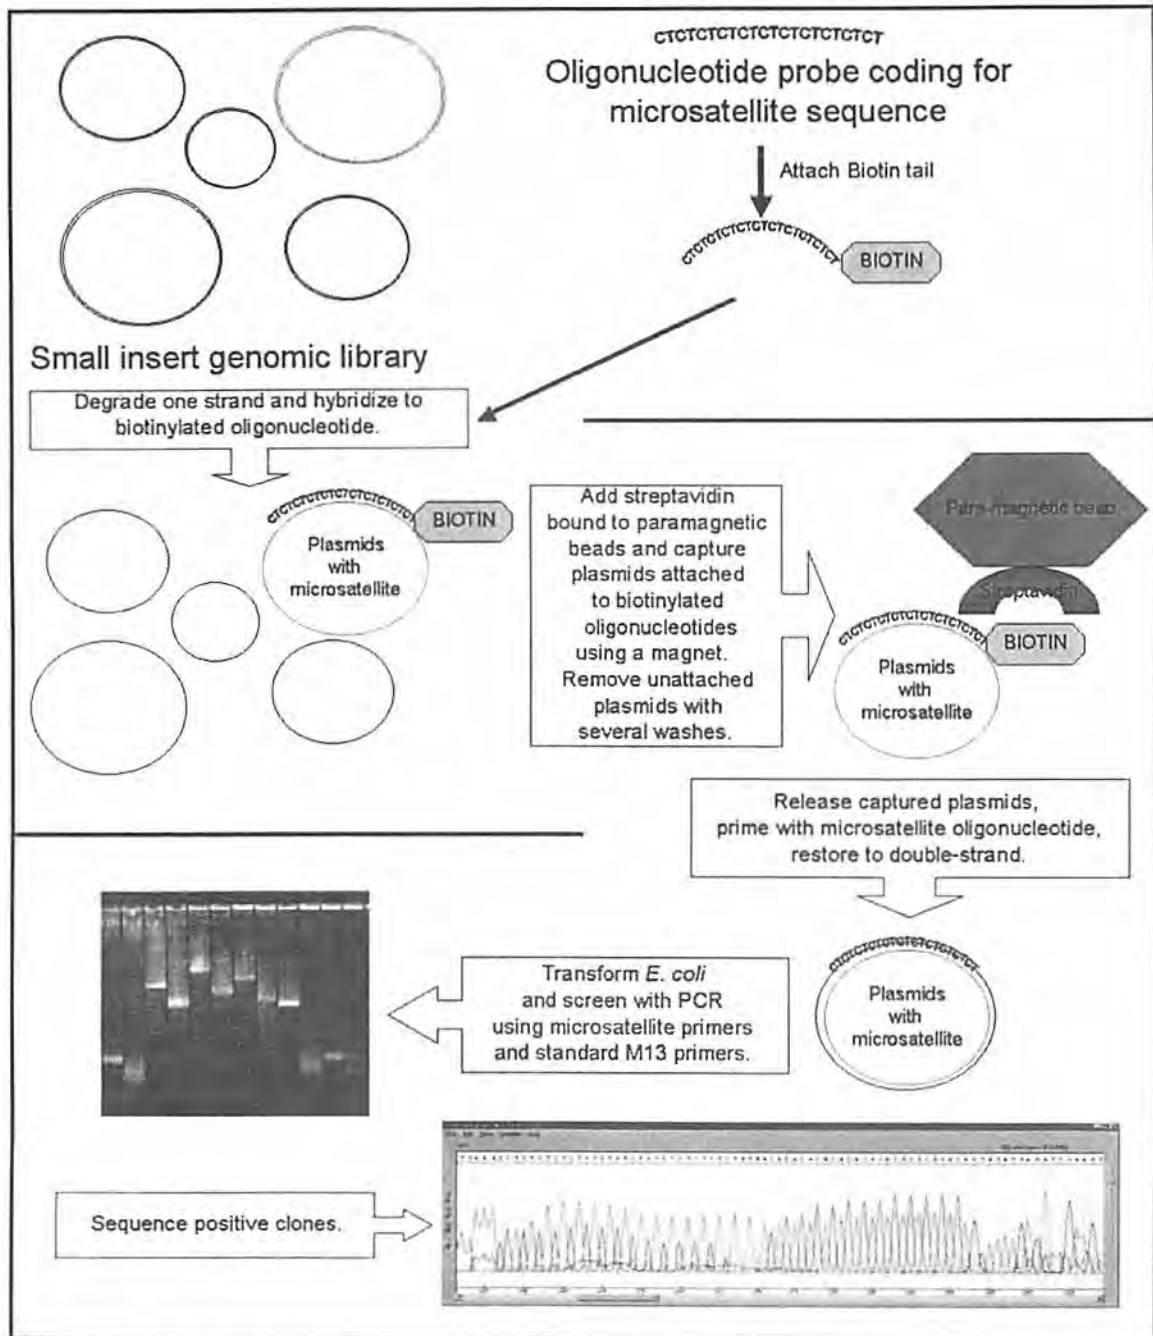 CTCTCTCTCTCTCTCTCTCTCT
Oligonucleotide probe coding for
microsatellite sequence
Attach Biotin tail
BIOTIN
Small insert genomic library
Degrade one strand and hybridize to
biotinylated oligonucleotide.
BIOTIN
Plasmids
with
microsatellite
Add streptavidin
bound to paramagnetic
beads and capture
plasmids attached
to biotinylated
oligonucleotides
using a magnet.
Remove unattached
plasmids with
several washes.
Para-magnetic bead
Streptavidin
BIOTIN
Plasmids
with
microsatellite
Release captured plasmids,
prime with microsatellite oligonucleotide,
restore to double-strand.
Plasmids
with
microsatellite
Transform E. coli
and screen with PCR
using microsatellite primers
and standard M13 primers.
Sequence positive clones.